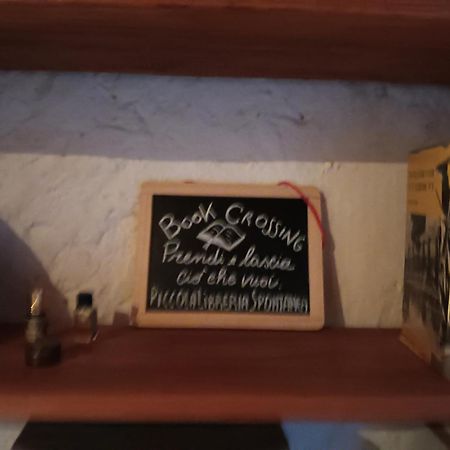 BOOK CROSSING
Prendi e lascia
ciò che vuoi.
PICCOLA LIBRERIA SPONTANEA